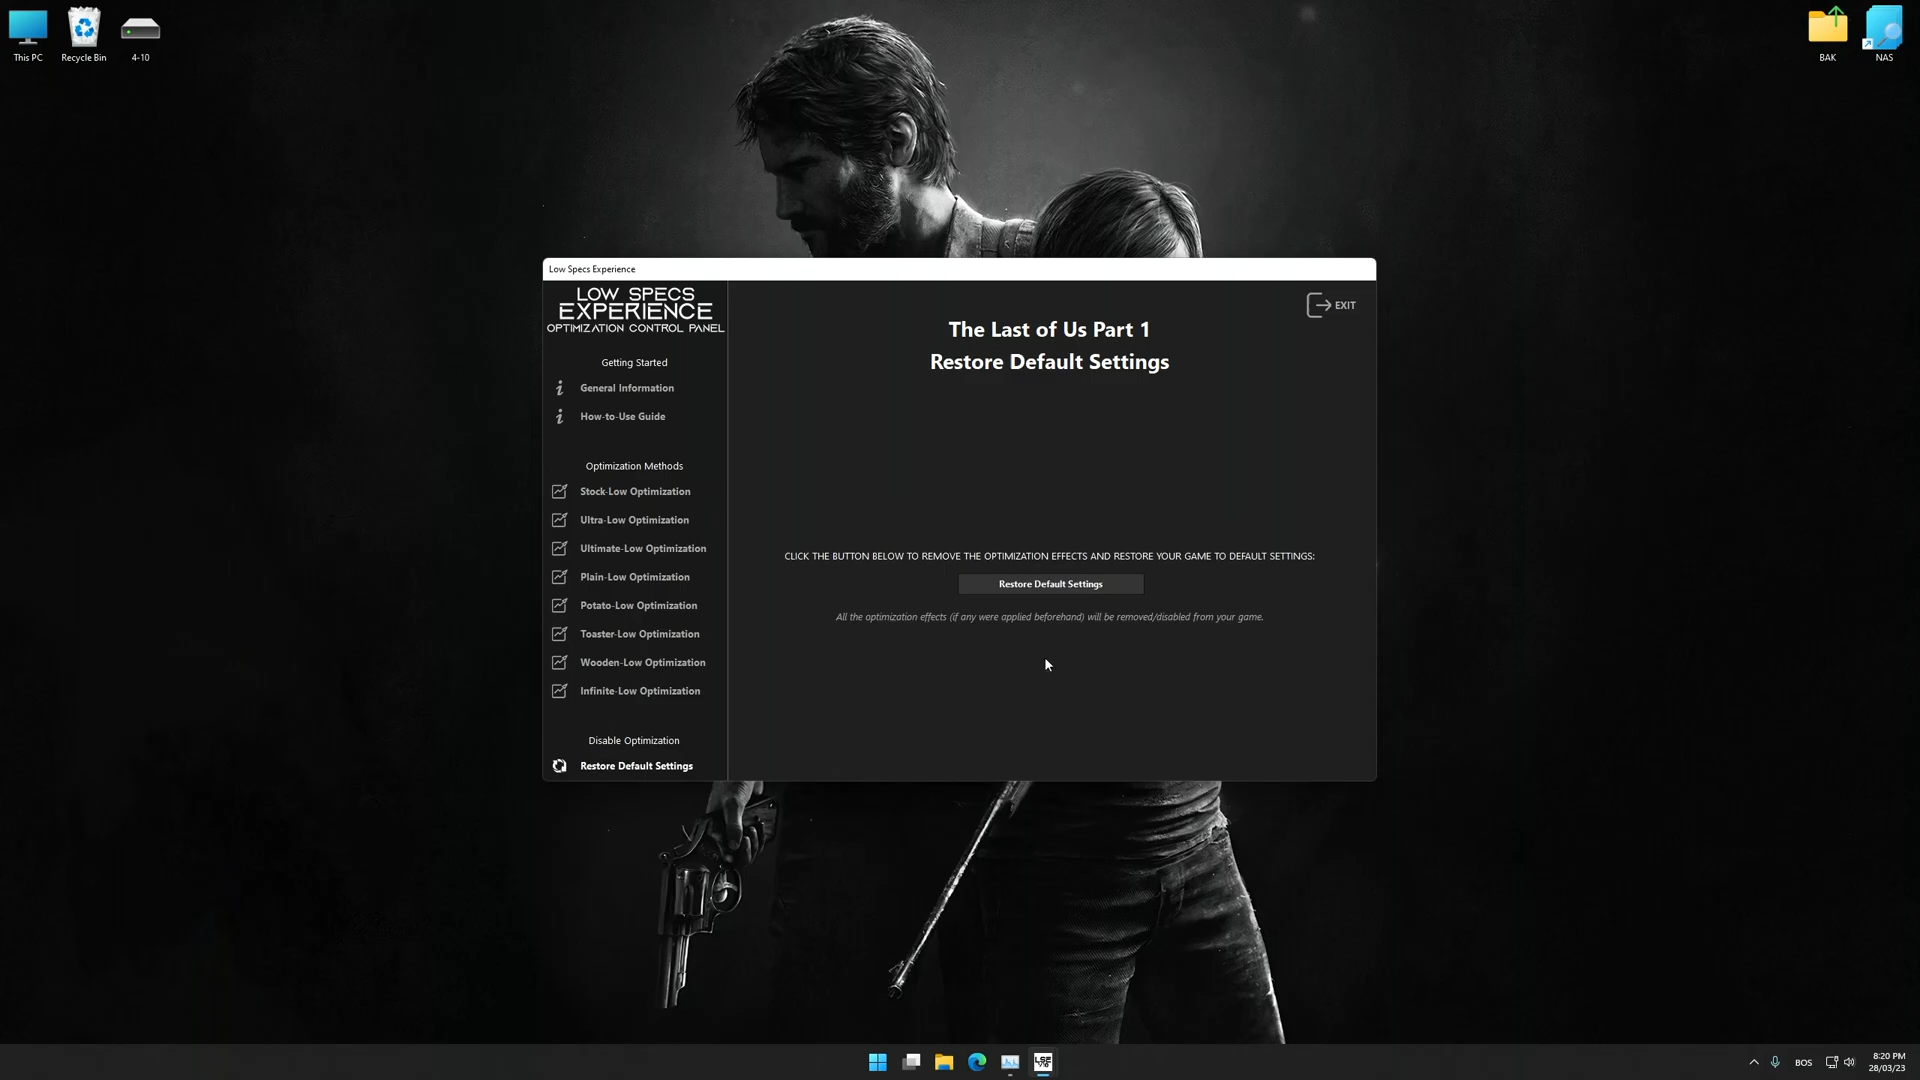 This PC
Recycle Bin
4-10
BAK
NAS
Low Specs Experience
LOW SPECS
EXPERIENCE
OPTIMIZATION CONTROL PANEL
Getting Started
General Information
How-to-Use Guide
Optimization Methods
Stock-Low Optimization
Ultra-Low Optimization
Ultimate-Low Optimization
Plain-Low Optimization
Potato-Low Optimization
Toaster-Low Optimization
Wooden-Low Optimization
Infinite-Low Optimization
Disable Optimization
Restore Default Settings
EXIT
The Last of Us Part 1
Restore Default Settings
CLICK THE BUTTON BELOW TO REMOVE THE OPTIMIZATION EFFECTS AND RESTORE YOUR GAME TO DEFAULT SETTINGS:
Restore Default Settings
All the optimization effects (if any were applied beforehand) will be removed/disabled from your game.
LSE
BOS
8:20 PM
28/03/23